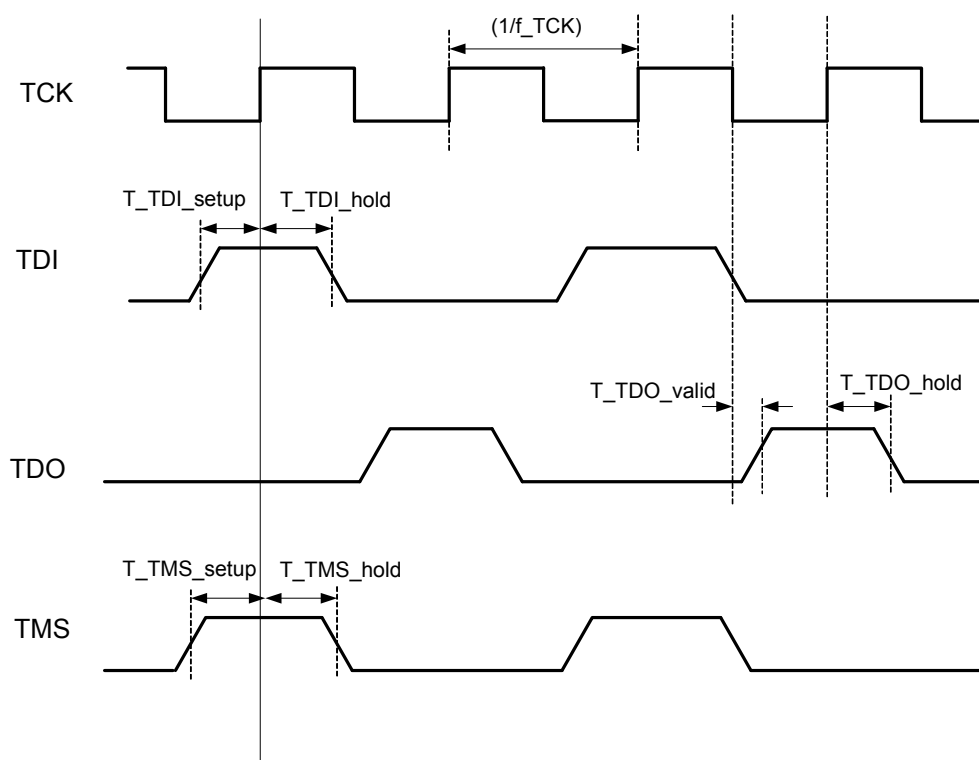 (1/f_TCK)
TCK
T_TDI_setup
T_TDI_hold
TDI
T_TDO_valid
T_TDO_hold
TDO
T_TMS_setup
T_TMS_hold
TMS